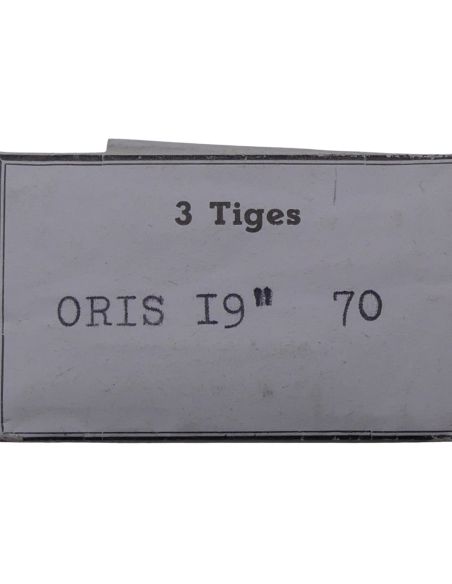 3 Tiges
ORIS I9" 70